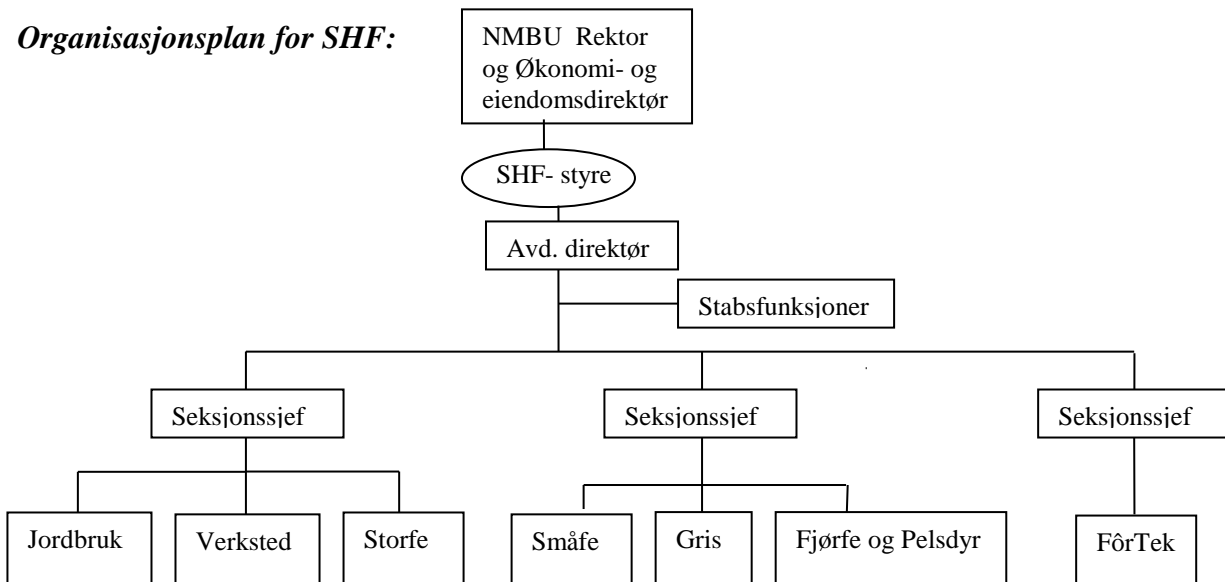 Organisasjonsplan for SHF:
NMBU Rektor
og Økonomi- og
eiendomsdirektør
SHF- styre
Avd. direktør
Stabsfunksjoner
Seksjonssjef
Seksjonssjef
Seksjonssjef
Jordbruk
Verksted
Storfe
Småfe
Gris
Fjørfe og Pelsdyr
FôrTek